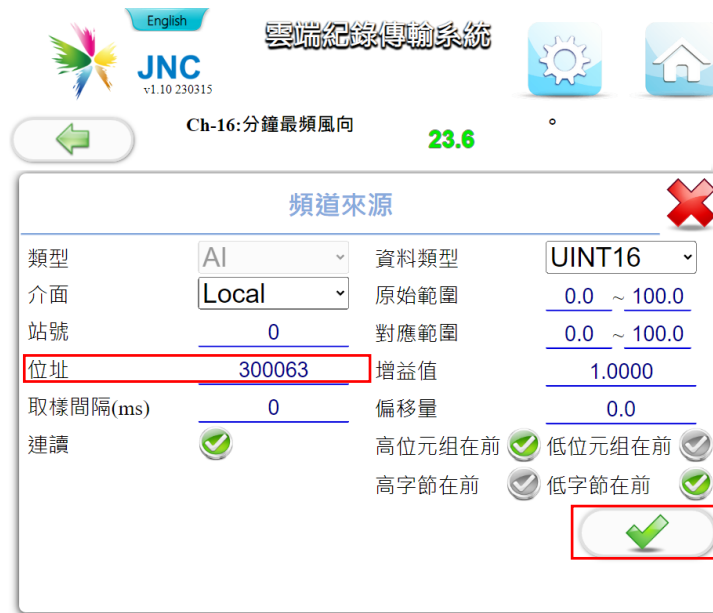 English
雲端紀錄傳輸系統
JNC
v1.10 230315
Ch-16:分鐘最頻風向 23.6 °
頻道來源
類型 AI 資料類型 UINT16
介面 Local 原始範圍 0.0 ~ 100.0
站號 0 對應範圍 0.0 ~ 100.0
位址 300063 增益值 1.0000
取樣間隔(ms) 0 偏移量 0.0
連讀 高位元組在前 低位元組在前
高字節在前 低字節在前